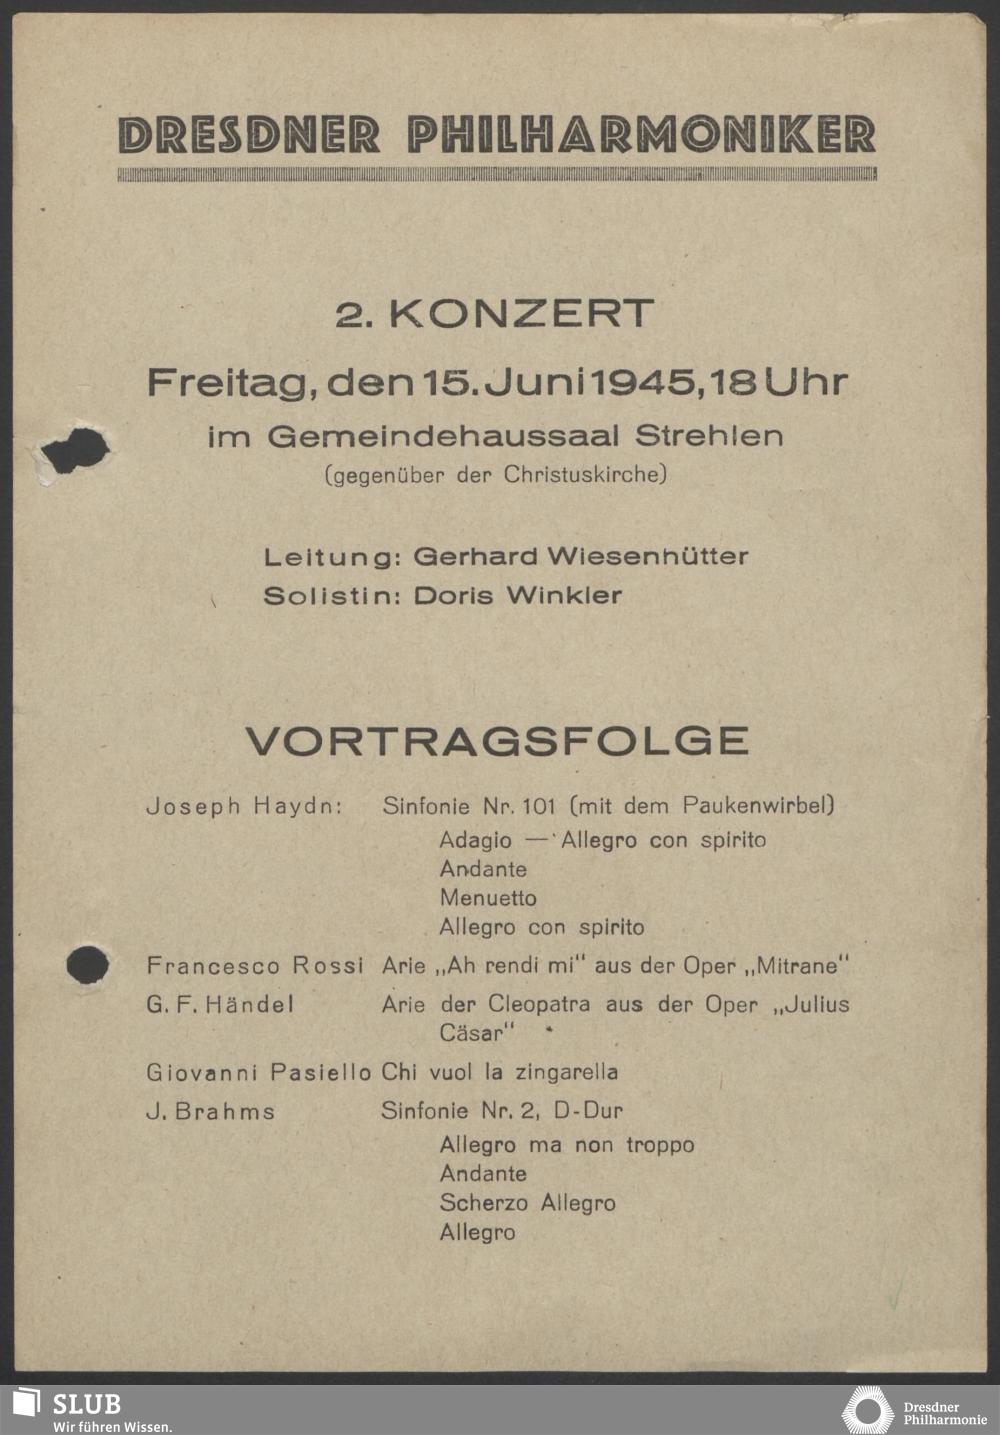 DRESDNER PHILHARMONIKER
2. KONZERT
Freitag, den 15. Juni 1945, 18 Uhr
im Gemeindehaussaal Strehlen
(gegenüber der Christuskirche)
Leitung: Gerhard Wiesenhütter
Solistin: Doris Winkler
VORTRAGSFOLGE
Joseph Haydn: Sinfonie Nr. 101 (mit dem Paukenwirbel)
Adagio — Allegro con spirito
Andante
Menuetto
Allegro con spirito
Francesco Rossi Arie „Ah rendi mi" aus der Oper „Mitrane"
G. F. Händel Arie der Cleopatra aus der Oper „Julius
Cäsar"
Giovanni Pasiello Chi vuol la zingarella
J. Brahms Sinfonie Nr. 2, D-Dur
Allegro ma non troppo
Andante
Scherzo Allegro
Allegro
SLUB
Wir führen Wissen.
Dresdner
Philharmonie